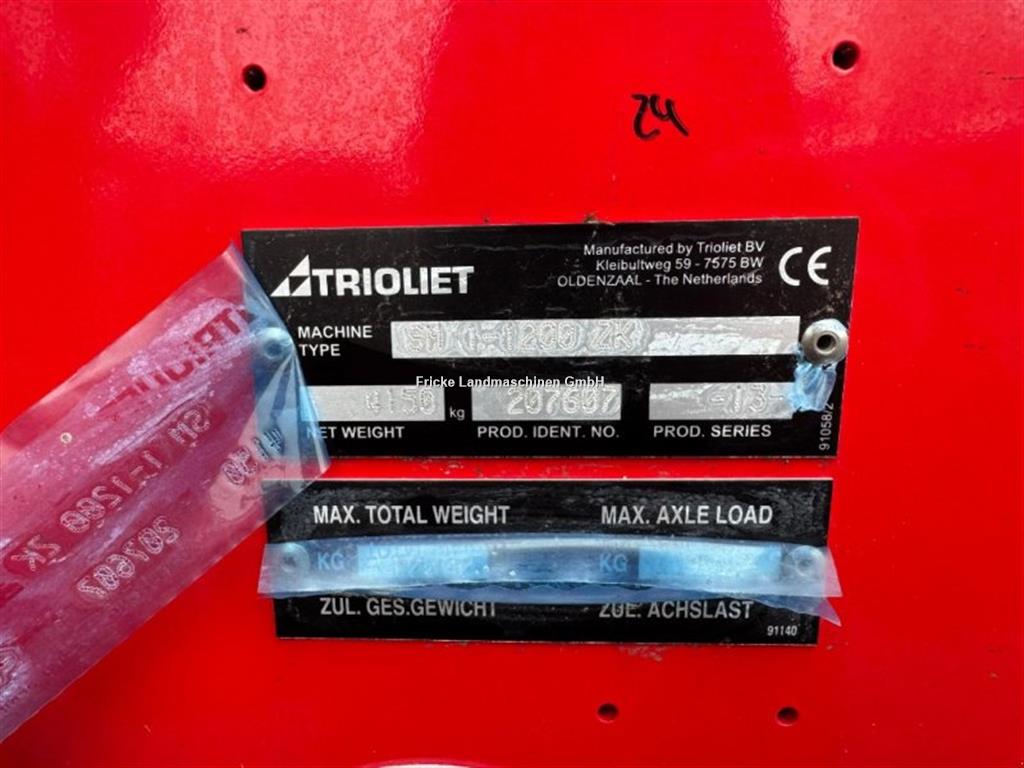 24
TRIOLIET
Manufactured by Trioliet BV
Kleibultweg 59 - 7575 BW
OLDENZAAL - The Netherlands
CE
MACHINE TYPE
SM 1-1200 ZK
Fricke Landmaschinen GmbH
4150 kg 207607 -13-
NET WEIGHT PROD. IDENT. NO. PROD. SERIES
91058/2
MAX. TOTAL WEIGHT MAX. AXLE LOAD
KG KG
ZUL. GES.GEWICHT ZUL. ACHSLAST
91140